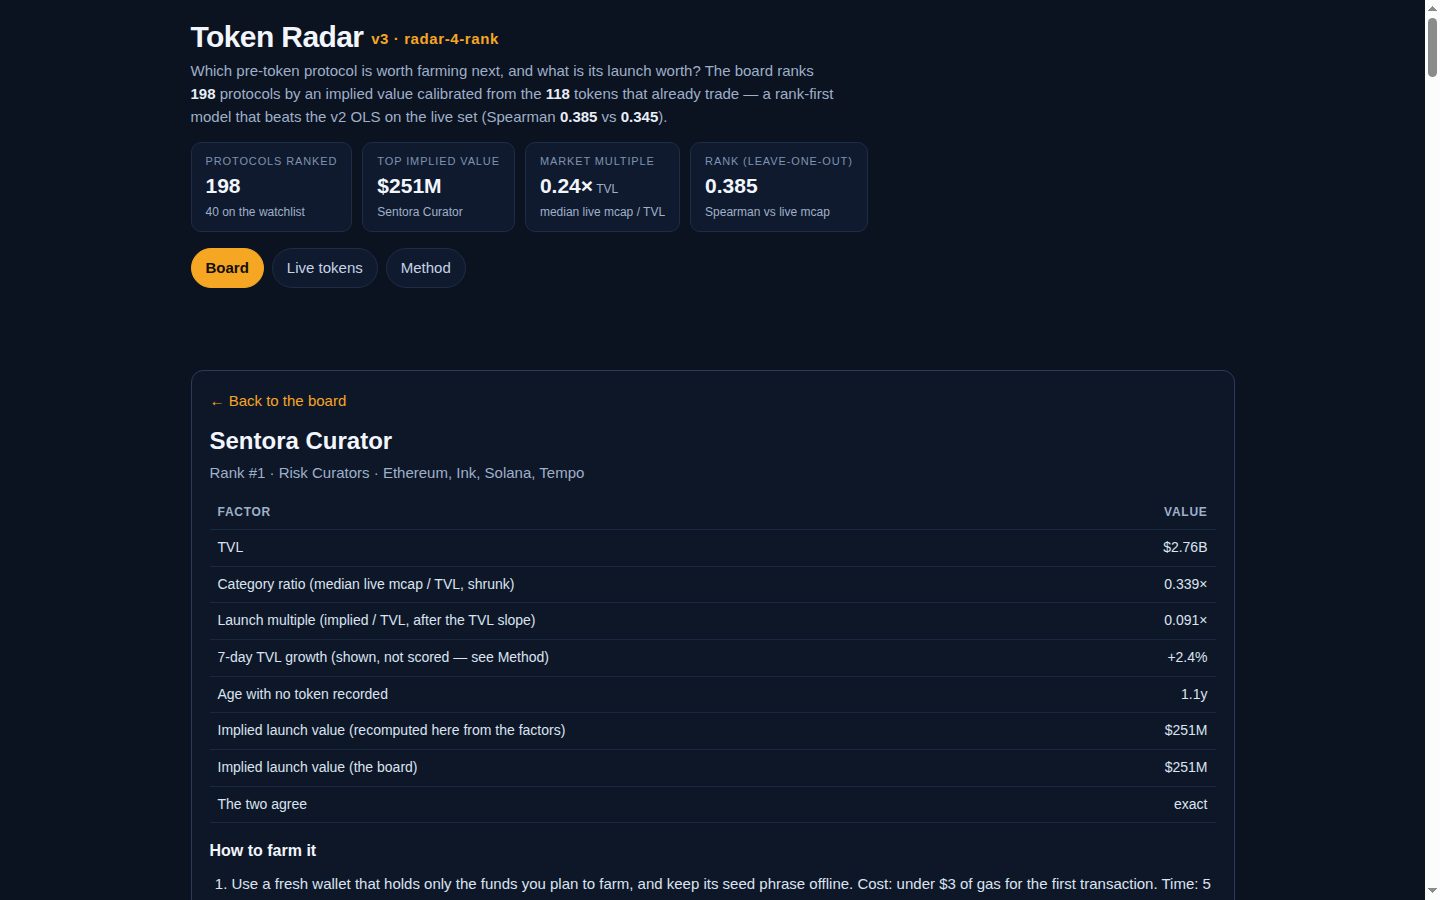 Token Radar v3 · radar-4-rank
Which pre-token protocol is worth farming next, and what is its launch worth? The board ranks
198 protocols by an implied value calibrated from the 118 tokens that already trade — a rank-first
model that beats the v2 OLS on the live set (Spearman 0.385 vs 0.345).
PROTOCOLS RANKED
198
40 on the watchlist
TOP IMPLIED VALUE
$251M
Sentora Curator
MARKET MULTIPLE
0.24× TVL
median live mcap / TVL
RANK (LEAVE-ONE-OUT)
0.385
Spearman vs live mcap
Board
Live tokens
Method
← Back to the board
Sentora Curator
Rank #1 · Risk Curators · Ethereum, Ink, Solana, Tempo
FACTOR VALUE
TVL $2.76B
Category ratio (median live mcap / TVL, shrunk) 0.339×
Launch multiple (implied / TVL, after the TVL slope) 0.091×
7-day TVL growth (shown, not scored — see Method) +2.4%
Age with no token recorded 1.1y
Implied launch value (recomputed here from the factors) $251M
Implied launch value (the board) $251M
The two agree exact
How to farm it
1. Use a fresh wallet that holds only the funds you plan to farm, and keep its seed phrase offline. Cost: under $3 of gas for the first transaction. Time: 5